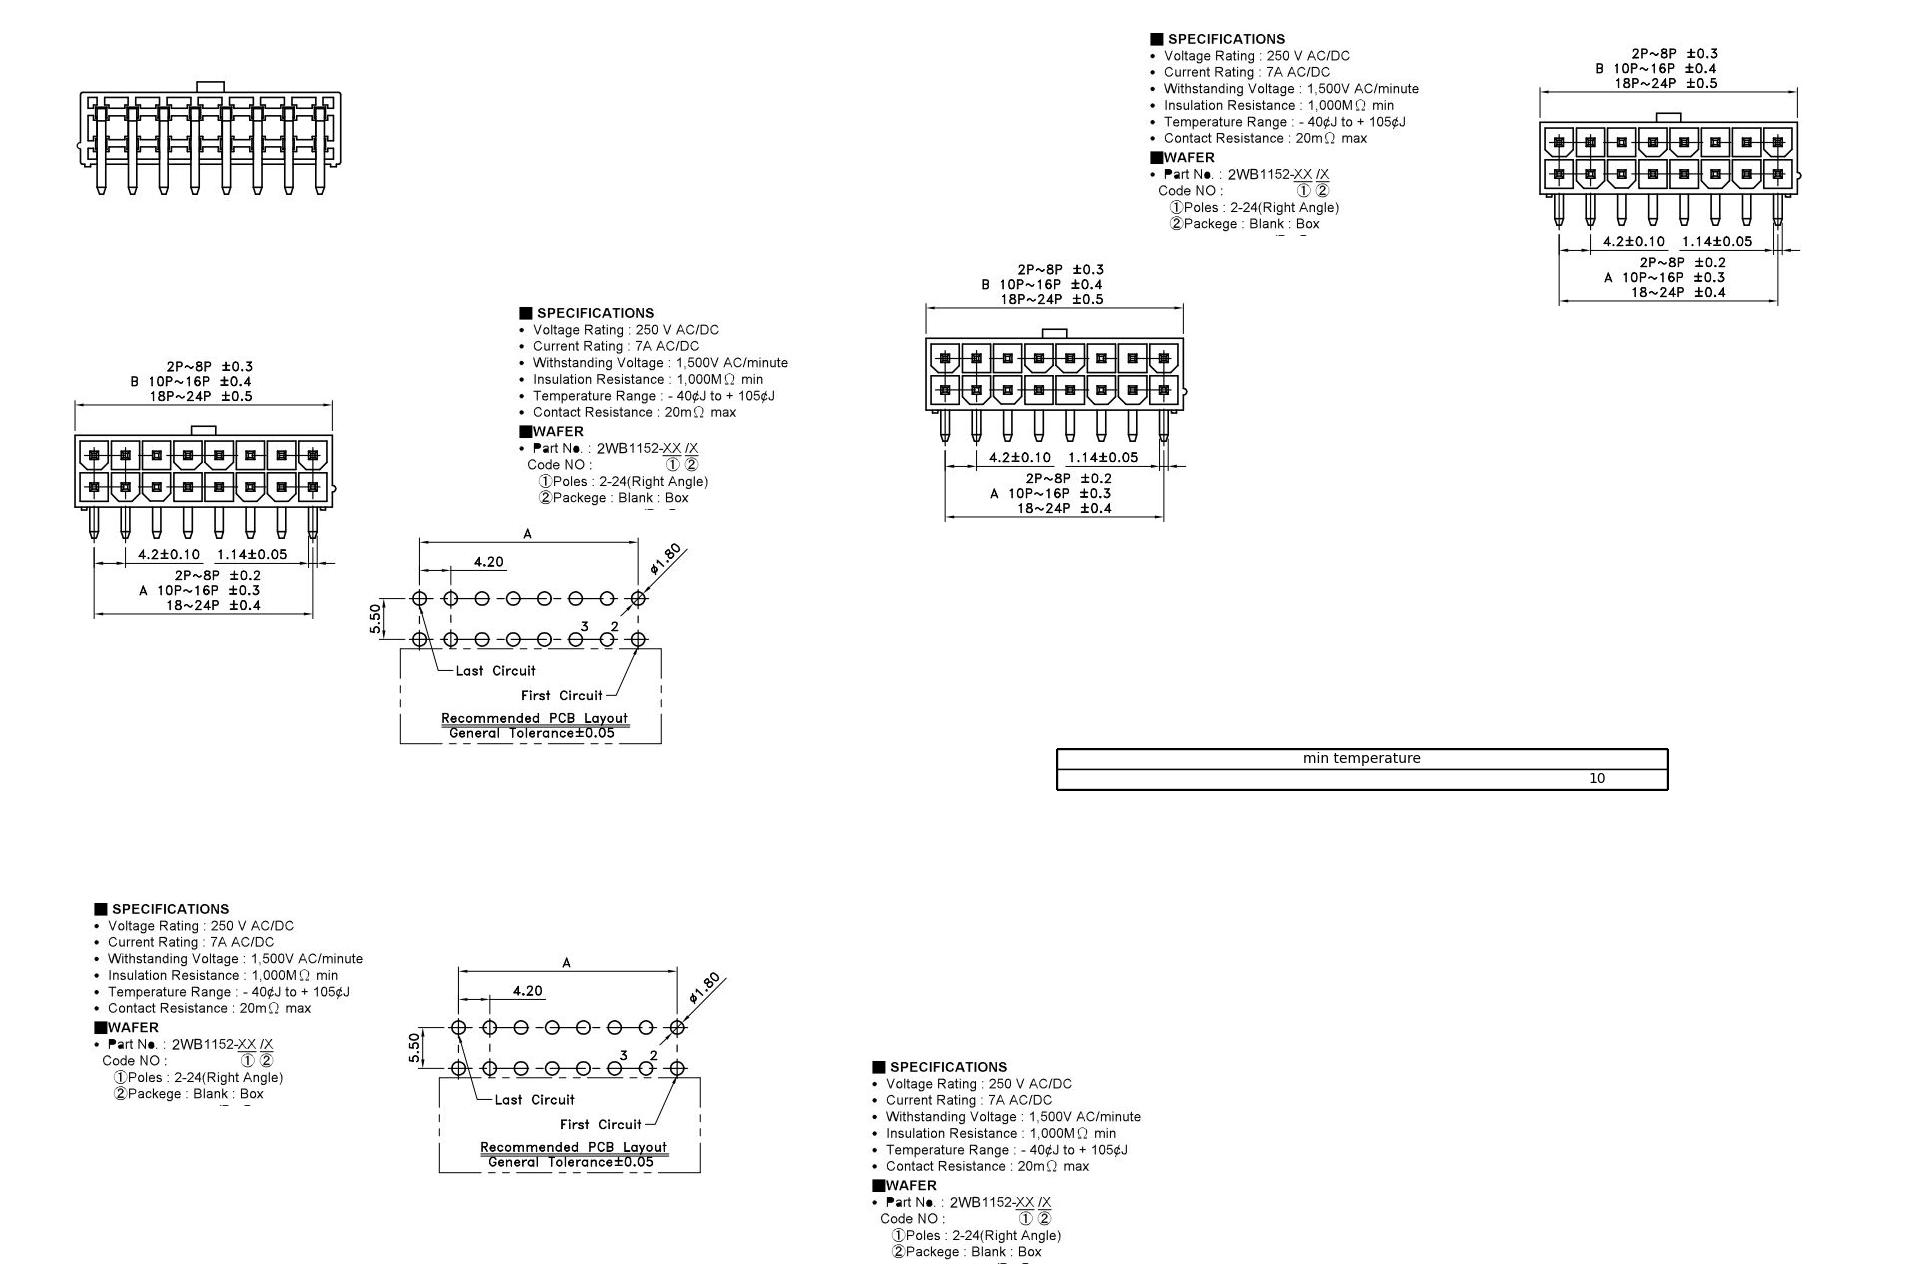 ■ SPECIFICATIONS
• Voltage Rating : 250 V AC/DC
• Current Rating : 7A AC/DC
• Withstanding Voltage : 1,500V AC/minute
• Insulation Resistance : 1,000MΩ min
• Temperature Range : - 40¢J to + 105¢J
• Contact Resistance : 20mΩ max
■WAFER
• Part No. : 2WB1152-XX /X
Code NO : ① ②
①Poles : 2-24(Right Angle)
②Packege : Blank : Box
2P~8P ±0.3
B 10P~16P ±0.4
18P~24P ±0.5
4.2±0.10 1.14±0.05
2P~8P ±0.2
A 10P~16P ±0.3
18~24P ±0.4
2P~8P ±0.3
B 10P~16P ±0.4
18P~24P ±0.5
4.2±0.10 1.14±0.05
2P~8P ±0.2
A 10P~16P ±0.3
18~24P ±0.4
■ SPECIFICATIONS
• Voltage Rating : 250 V AC/DC
• Current Rating : 7A AC/DC
• Withstanding Voltage : 1,500V AC/minute
• Insulation Resistance : 1,000MΩ min
• Temperature Range : - 40¢J to + 105¢J
• Contact Resistance : 20mΩ max
■WAFER
• Part No. : 2WB1152-XX /X
Code NO : ① ②
①Poles : 2-24(Right Angle)
②Packege : Blank : Box
2P~8P ±0.3
B 10P~16P ±0.4
18P~24P ±0.5
4.2±0.10 1.14±0.05
2P~8P ±0.2
A 10P~16P ±0.3
18~24P ±0.4
A
4.20
ø1.80
5.50
3 2
Last Circuit
First Circuit
Recommended PCB Layout
General Tolerance±0.05
min temperature
10
■ SPECIFICATIONS
• Voltage Rating : 250 V AC/DC
• Current Rating : 7A AC/DC
• Withstanding Voltage : 1,500V AC/minute
• Insulation Resistance : 1,000MΩ min
• Temperature Range : - 40¢J to + 105¢J
• Contact Resistance : 20mΩ max
■WAFER
• Part No. : 2WB1152-XX /X
Code NO : ① ②
①Poles : 2-24(Right Angle)
②Packege : Blank : Box
A
4.20
ø1.80
5.50
3 2
Last Circuit
First Circuit
Recommended PCB Layout
General Tolerance±0.05
■ SPECIFICATIONS
• Voltage Rating : 250 V AC/DC
• Current Rating : 7A AC/DC
• Withstanding Voltage : 1,500V AC/minute
• Insulation Resistance : 1,000MΩ min
• Temperature Range : - 40¢J to + 105¢J
• Contact Resistance : 20mΩ max
■WAFER
• Part No. : 2WB1152-XX /X
Code NO : ① ②
①Poles : 2-24(Right Angle)
②Packege : Blank : Box